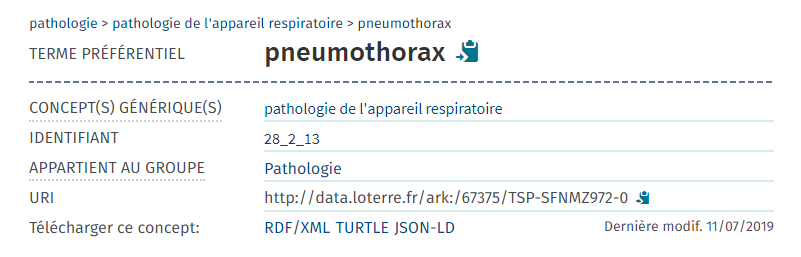 pathologie > pathologie de l'appareil respiratoire > pneumothorax
TERME PRÉFÉRENTIEL pneumothorax
CONCEPT(S) GÉNÉRIQUE(S) pathologie de l'appareil respiratoire
IDENTIFIANT 28_2_13
APPARTIENT AU GROUPE Pathologie
URI http://data.loterre.fr/ark:/67375/TSP-SFNMZ972-0
Télécharger ce concept: RDF/XML TURTLE JSON-LD Dernière modif. 11/07/2019